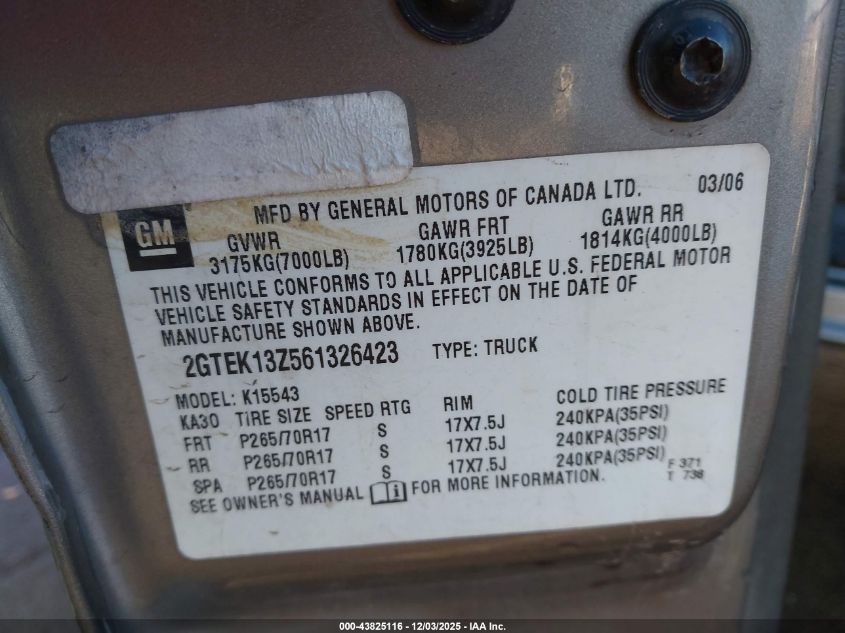 MFD BY GENERAL MOTORS OF CANADA LTD. 03/06
GM
GVWR GAWR FRT GAWR RR
3175KG(7000LB) 1780KG(3925LB) 1814KG(4000LB)
THIS VEHICLE CONFORMS TO ALL APPLICABLE U.S. FEDERAL MOTOR
VEHICLE SAFETY STANDARDS IN EFFECT ON THE DATE OF
MANUFACTURE SHOWN ABOVE.
2GTEK13Z561326423 TYPE: TRUCK
MODEL: K15543
KA30 TIRE SIZE SPEED RTG RIM COLD TIRE PRESSURE
FRT P265/70R17 S 17X7.5J 240KPA(35PSI)
RR P265/70R17 S 17X7.5J 240KPA(35PSI)
SPA P265/70R17 S 17X7.5J 240KPA(35PSI)
SEE OWNER'S MANUAL FOR MORE INFORMATION.
F 371
T 738
000-43825116 - 12/03/2025 - IAA Inc.